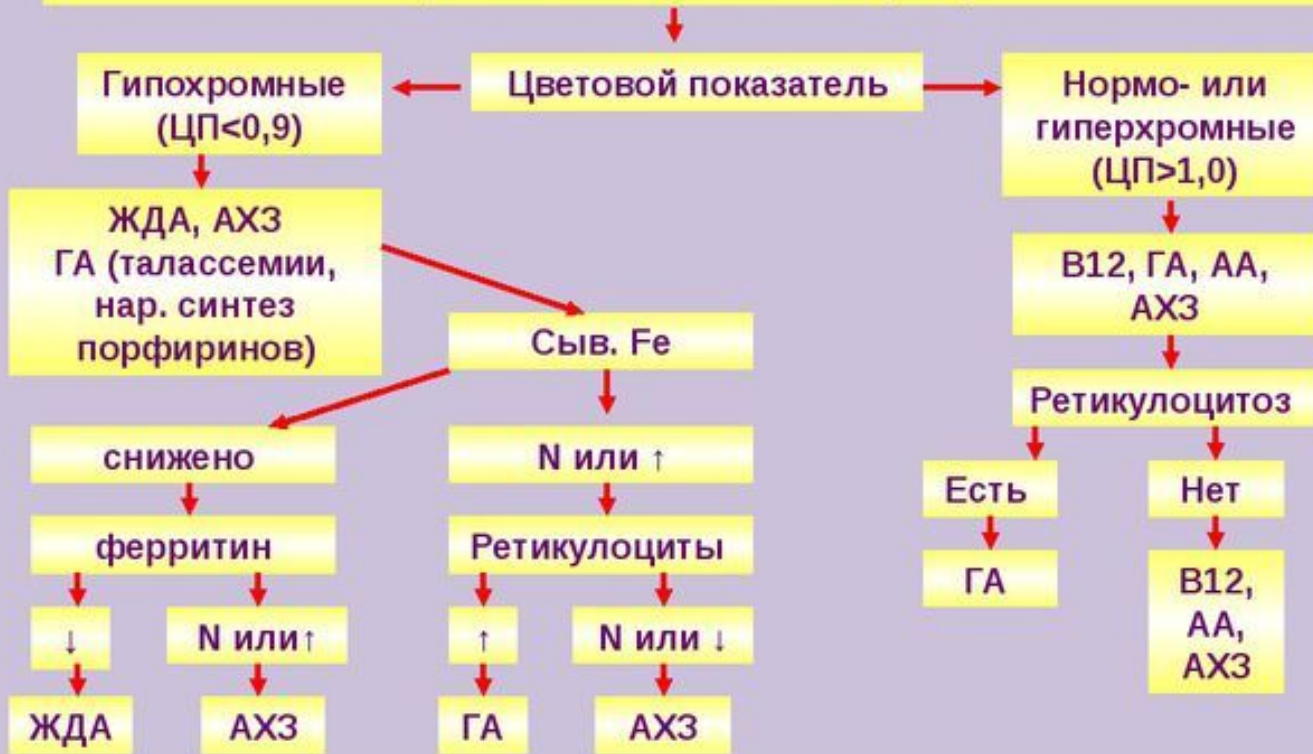 Цветовой показатель
Гипохромные
(ЦП<0,9)
Нормо- или
гиперхромные
(ЦП>1,0)
ЖДА, АХЗ
ГА (талассемии,
нар. синтез
порфиринов)
В12, ГА, АА,
АХЗ
Сыв. Fe
Ретикулоцитоз
снижено
N или ↑
Есть
Нет
ферритин
Ретикулоциты
ГА
В12,
АА,
АХЗ
↓
N или↑
↑
N или ↓
ЖДА
АХЗ
ГА
АХЗ